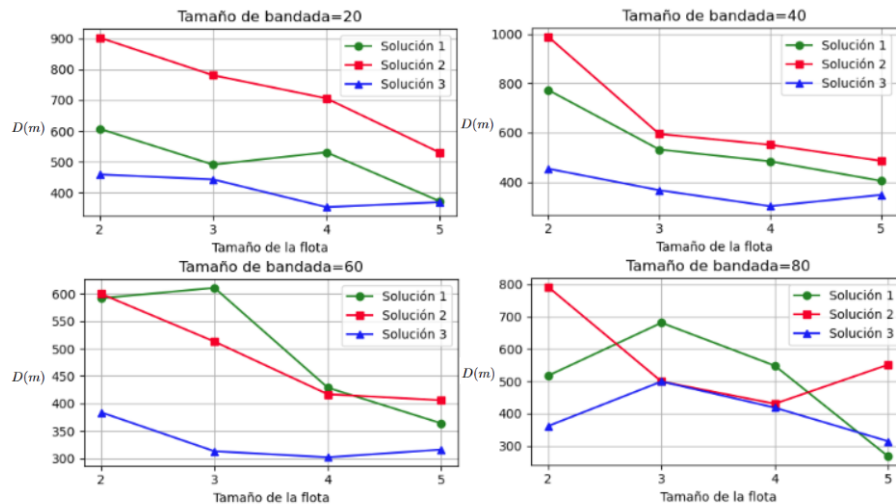 Tamaño de bandada=20
900
800
700
600
500
400
D(m)
Solución 1
Solución 2
Solución 3
2
3
4
5
Tamaño de la flota
Tamaño de bandada=40
1000
800
600
400
D(m)
Solución 1
Solución 2
Solución 3
2
3
4
5
Tamaño de la flota
Tamaño de bandada=60
600
550
500
450
400
350
300
D(m)
Solución 1
Solución 2
Solución 3
2
3
4
5
Tamaño de la flota
Tamaño de bandada=80
800
700
600
500
400
300
D(m)
Solución 1
Solución 2
Solución 3
2
3
4
5
Tamaño de la flota